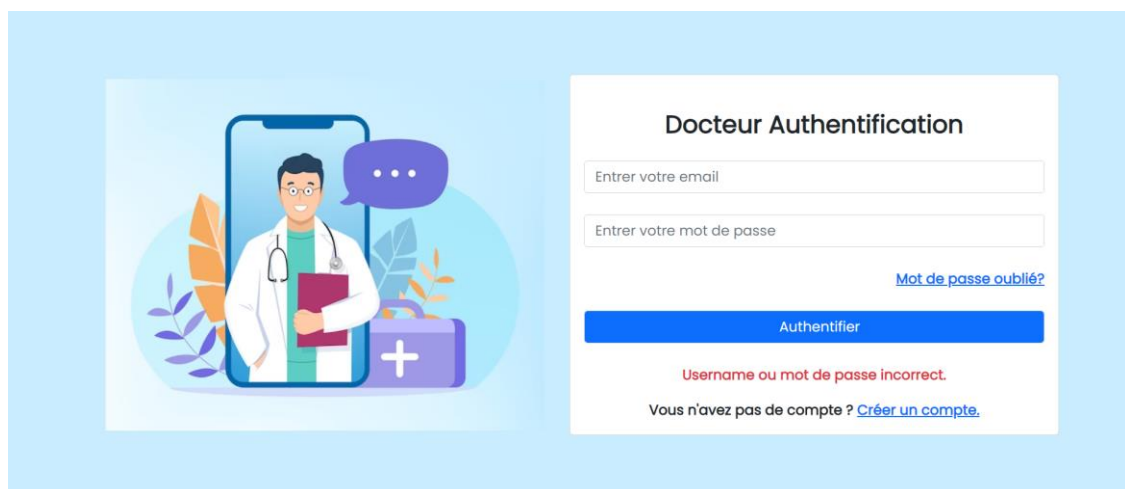 Docteur Authentification
Entrer votre email
Entrer votre mot de passe
Mot de passe oublié?
Authentifier
Username ou mot de passe incorrect.
Vous n'avez pas de compte ? Créer un compte.